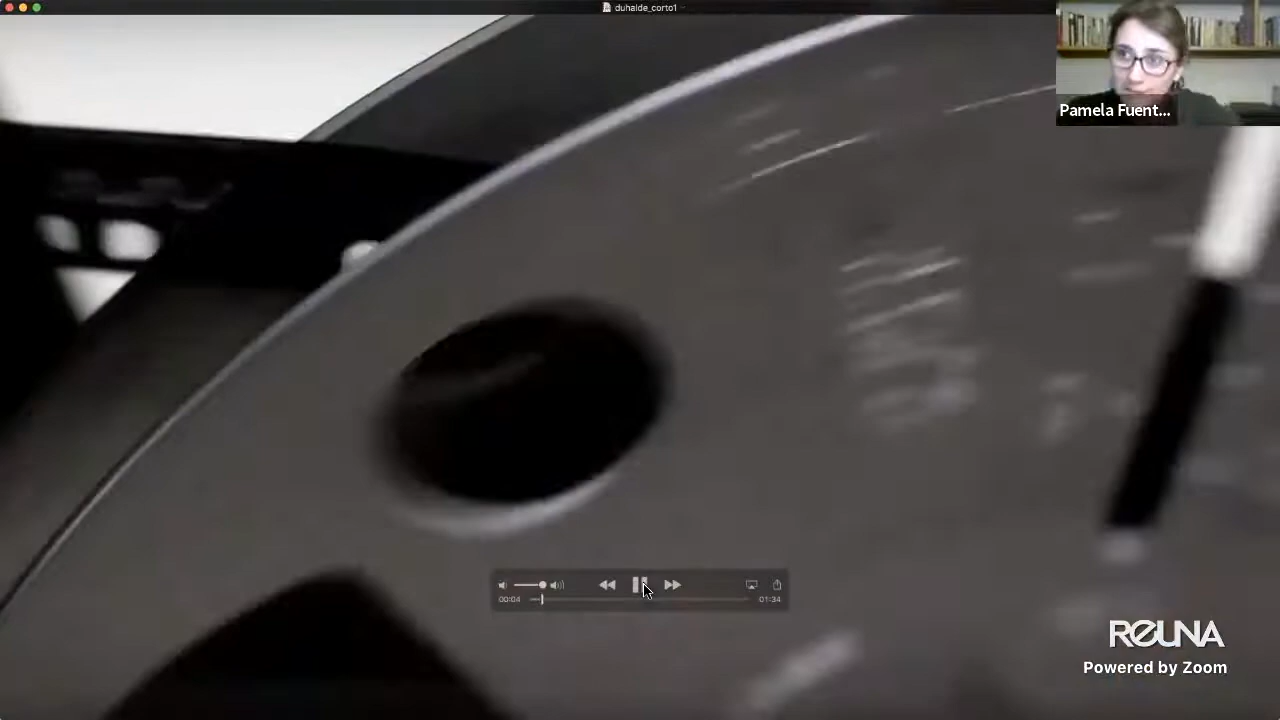 duhalde_corto1
Pamela Fuent...
00:04
01:34
REUNA
Powered by Zoom